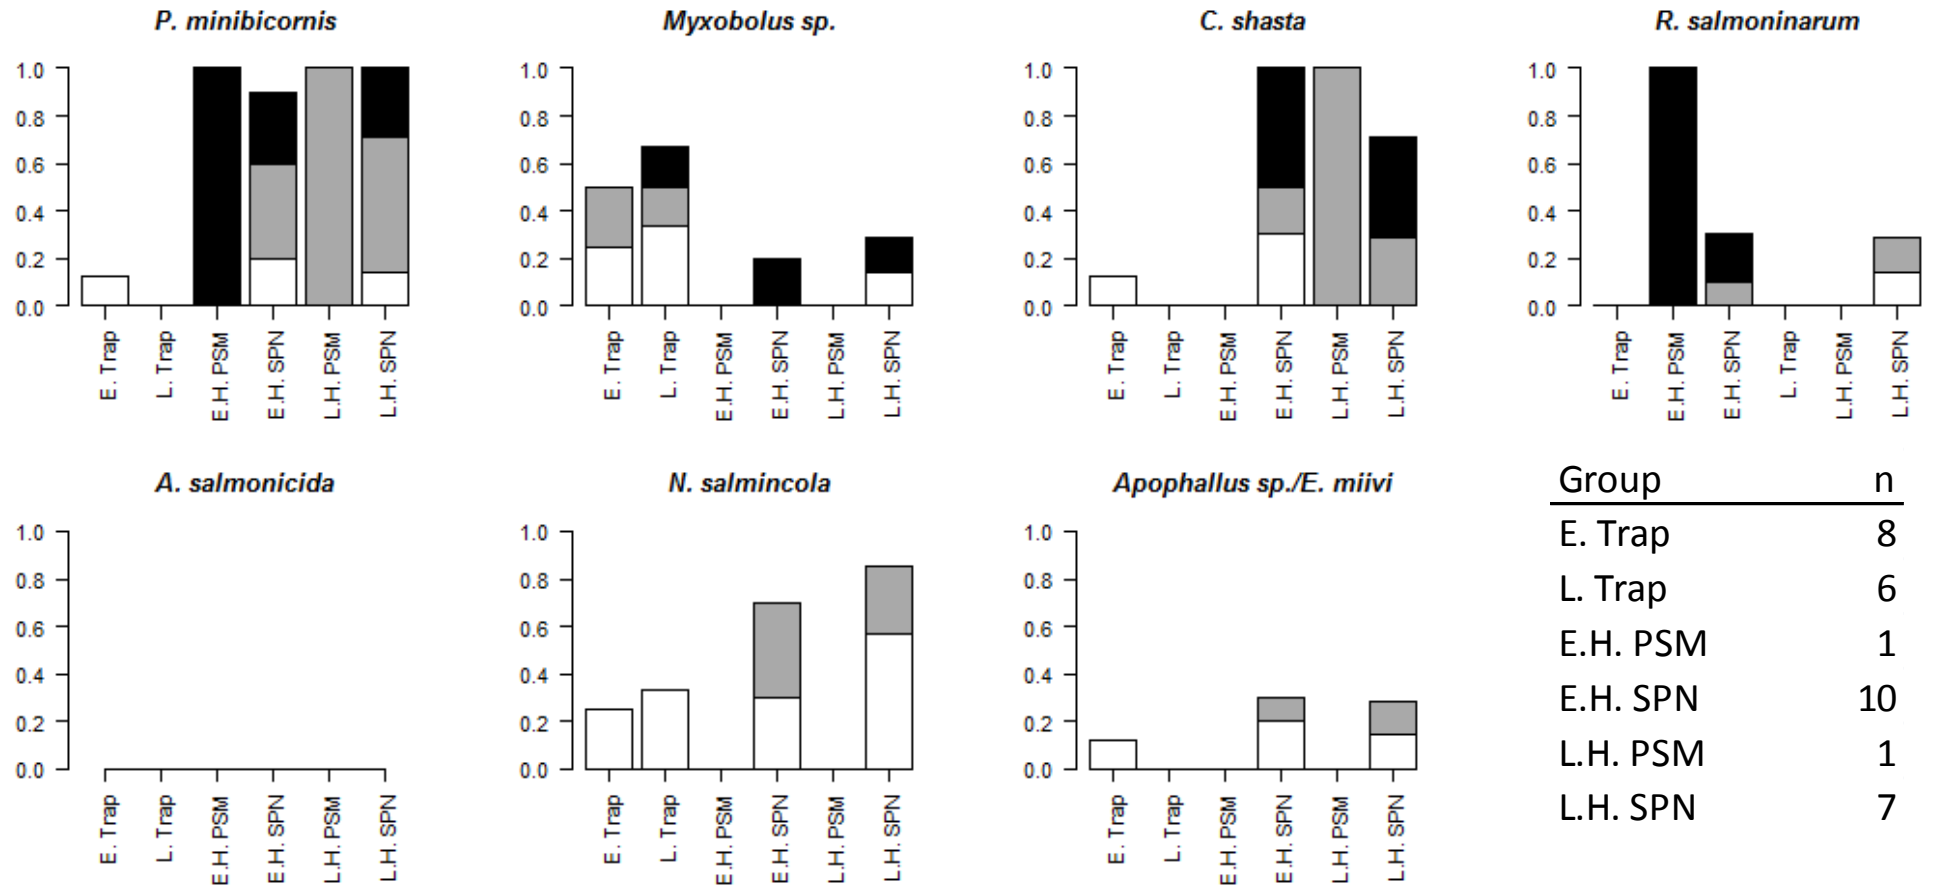 P. minibicornis
1.0
0.8
0.6
0.4
0.2
0.0
E. Trap
L. Trap
E.H. PSM
E.H. SPN
L.H. PSM
L.H. SPN
Myxobolus sp.
1.0
0.8
0.6
0.4
0.2
0.0
E. Trap
L. Trap
E.H. PSM
E.H. SPN
L.H. PSM
L.H. SPN
C. shasta
1.0
0.8
0.6
0.4
0.2
0.0
E. Trap
L. Trap
E.H. PSM
E.H. SPN
L.H. PSM
L.H. SPN
R. salmoninarum
1.0
0.8
0.6
0.4
0.2
0.0
E. Trap
E.H. PSM
E.H. SPN
L. Trap
L.H. PSM
L.H. SPN
A. salmonicida
1.0
0.8
0.6
0.4
0.2
0.0
E. Trap
L. Trap
E.H. PSM
E.H. SPN
L.H. PSM
L.H. SPN
N. salmincola
1.0
0.8
0.6
0.4
0.2
0.0
E. Trap
L. Trap
E.H. PSM
E.H. SPN
L.H. PSM
L.H. SPN
Apophallus sp./E. miivi
1.0
0.8
0.6
0.4
0.2
0.0
E. Trap
L. Trap
E.H. PSM
E.H. SPN
L.H. PSM
L.H. SPN
Group n
E. Trap 8
L. Trap 6
E.H. PSM 1
E.H. SPN 10
L.H. PSM 1
L.H. SPN 7